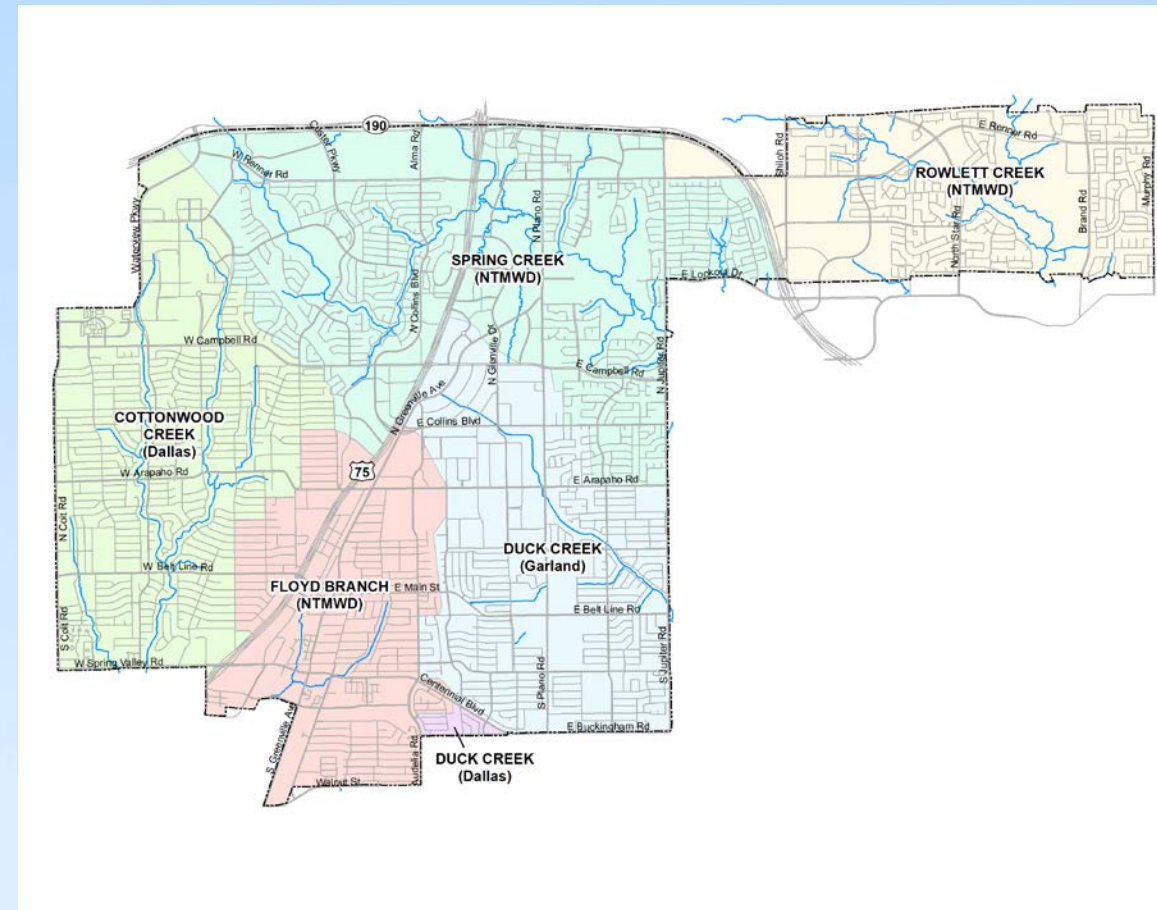 190
Custer Pkwy
Alma Rd
W Renner Rd
E Renner Rd
Shiloh Rd
ROWLETT CREEK
(NTMWD)
Murphy Rd
Brand Rd
North Star Rd
Waterview Pkwy
N Plano Rd
SPRING CREEK
(NTMWD)
E Lookout Dr
N Collins Blvd
W Campbell Rd
N Glenville Dr
N Jupiter Rd
E Campbell Rd
N Greenville Ave
COTTONWOOD
CREEK
(Dallas)
E Collins Blvd
75
W Arapaho Rd
E Arapaho Rd
N Coit Rd
DUCK CREEK
(Garland)
W Belt Line Rd
FLOYD BRANCH
(NTMWD)
E Main St
E Belt Line Rd
S Coit Rd
S Jupiter Rd
W Spring Valley Rd
S Plano Rd
Centennial Blvd
S Greenville Ave
E Buckingham Rd
Audelia Rd
DUCK CREEK
(Dallas)
Walnut St